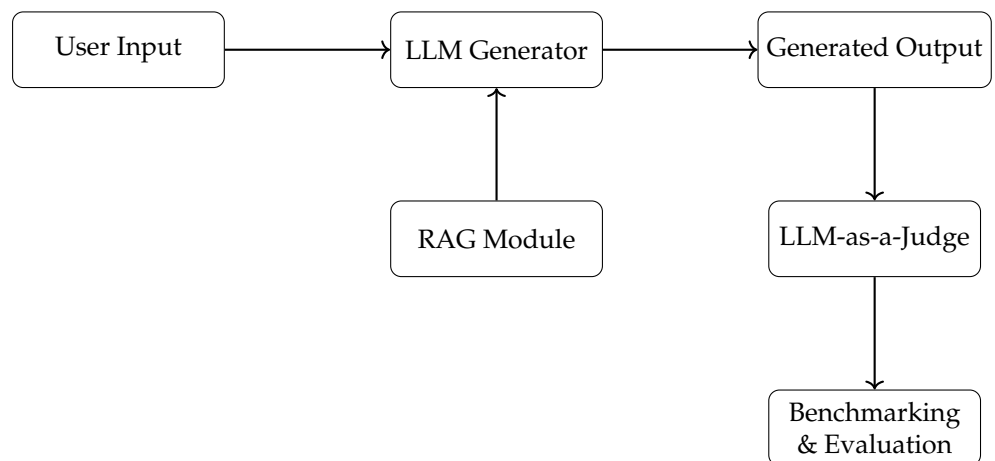 User Input
LLM Generator
Generated Output
RAG Module
LLM-as-a-Judge
Benchmarking
& Evaluation